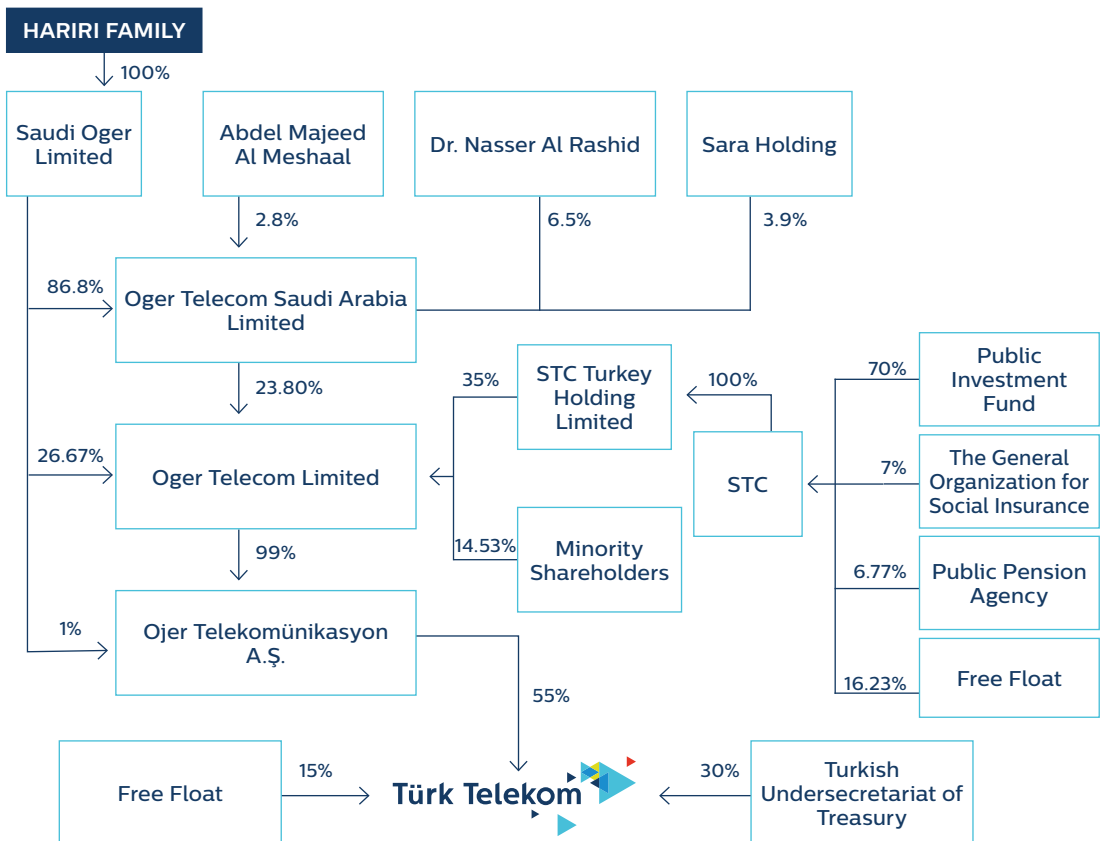 HARIRI FAMILY
100%
Saudi Oger
Limited
Abdel Majeed
Al Meshaal
Dr. Nasser Al Rashid
Sara Holding
2.8%
6.5%
3.9%
86.8%
Oger Telecom Saudi Arabia
Limited
23.80%
35%
STC Turkey
Holding
Limited
100%
70%
Public
Investment
Fund
26.67%
Oger Telecom Limited
STC
7%
The General
Organization for
Social Insurance
14.53%
Minority
Shareholders
99%
6.77%
Public Pension
Agency
1%
Ojer Telekomünikasyon
A.Ş.
55%
16.23%
Free Float
Free Float
15%
Türk Telekom
30%
Turkish
Undersecretariat of
Treasury